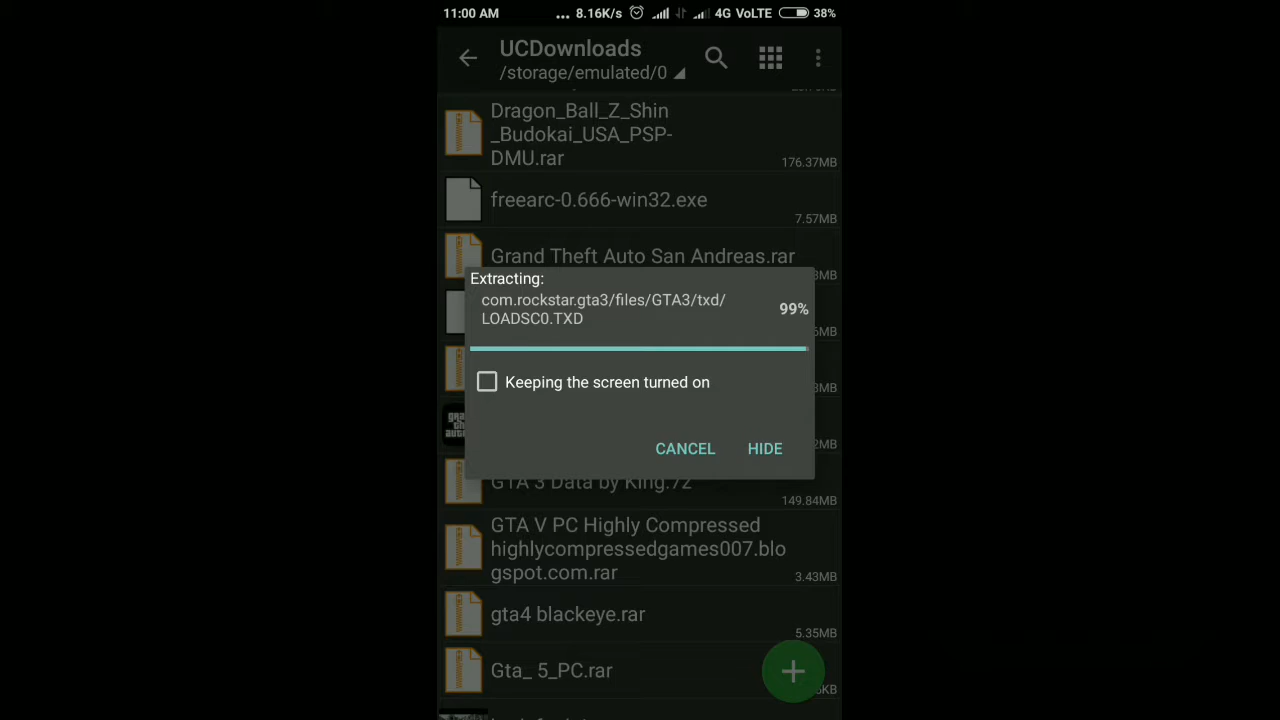 11:00 AM ... 8.16K/s 4G VoLTE 38%
UCDownloads
/storage/emulated/0
Dragon_Ball_Z_Shin
_Budokai_USA_PSP-
DMU.rar
176.37MB
freearc-0.666-win32.exe
7.57MB
Grand Theft Auto San Andreas.rar
Extracting:
com.rockstar.gta3/files/GTA3/txd/
LOADSC0.TXD
99%
Keeping the screen turned on
CANCEL HIDE
GTA 3 Data by King.7z
149.84MB
GTA V PC Highly Compressed
highlycompressedgames007.blo
gspot.com.rar
3.43MB
gta4 blackeye.rar
5.35MB
Gta_ 5_PC.rar